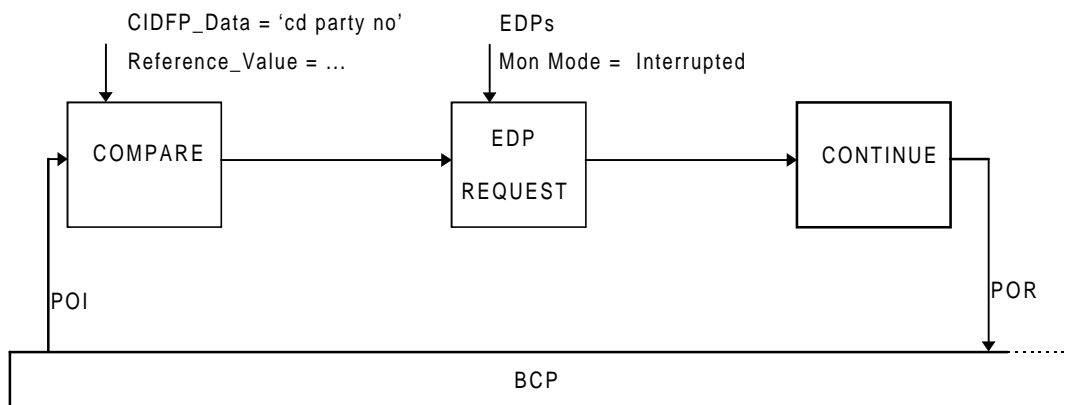 CIDFP_Data = 'cd party no'
Reference_Value = ...
EDPs
Mon Mode = Interrupted
COMPARE
EDP
REQUEST
CONTINUE
POI
POR
BCP